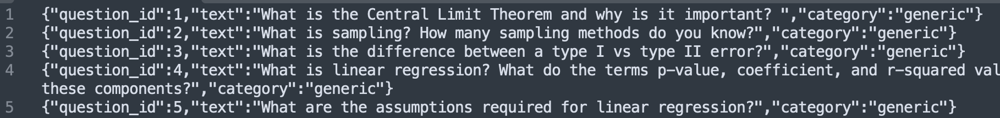 1 {"question_id":1,"text":"What is the Central Limit Theorem and why is it important? ","category":"generic"}
2 {"question_id":2,"text":"What is sampling? How many sampling methods do you know?","category":"generic"}
3 {"question_id":3,"text":"What is the difference between a type I vs type II error?","category":"generic"}
4 {"question_id":4,"text":"What is linear regression? What do the terms p-value, coefficient, and r-squared val
these components?","category":"generic"}
5 {"question_id":5,"text":"What are the assumptions required for linear regression?","category":"generic"}